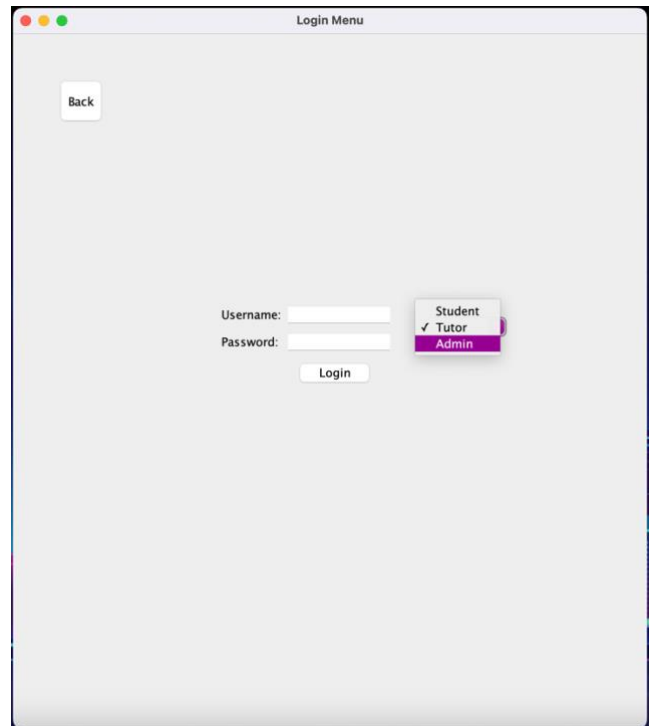 Login Menu
Back
Username:
Password:
Login
Student
✓ Tutor
Admin